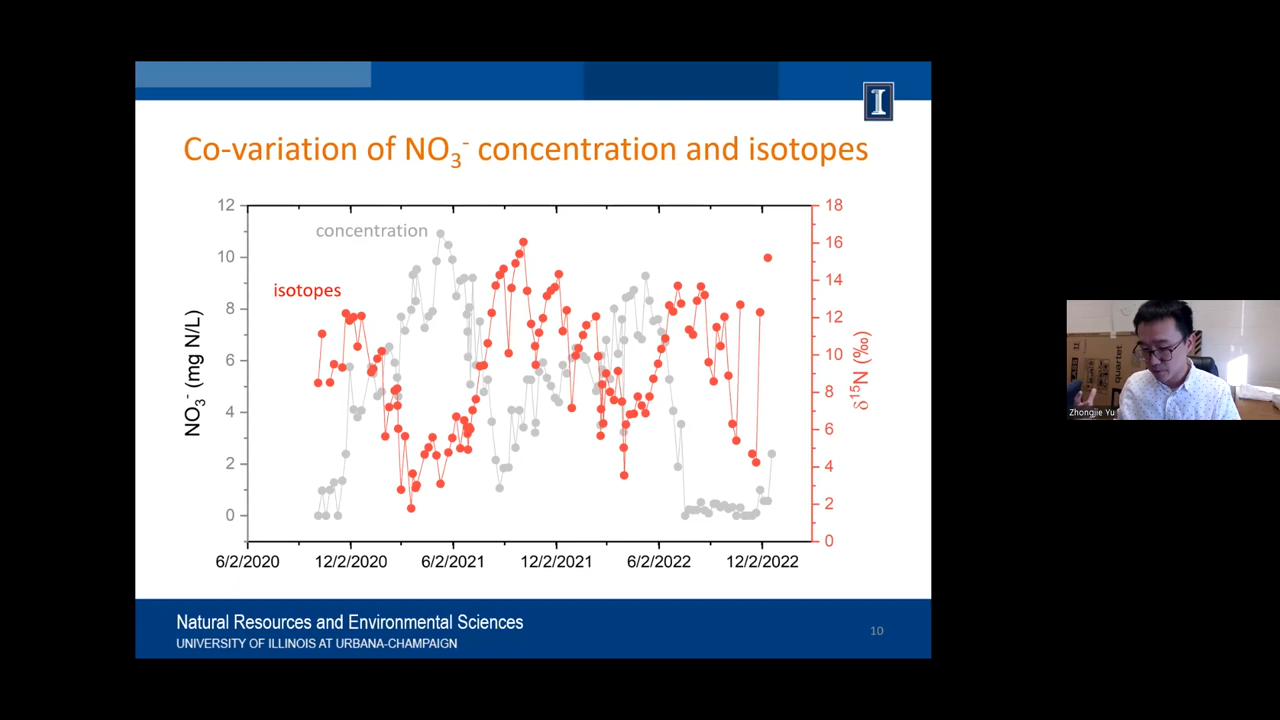 I
Co-variation of NO3- concentration and isotopes
12
10
8
6
4
2
0
NO3- (mg N/L)
concentration
isotopes
18
16
14
12
10
8
6
4
2
0
δ15N (‰)
6/2/2020 12/2/2020 6/2/2021 12/2/2021 6/2/2022 12/2/2022
quartet
Zhongjie Yu
Natural Resources and Environmental Sciences
UNIVERSITY OF ILLINOIS AT URBANA-CHAMPAIGN
10